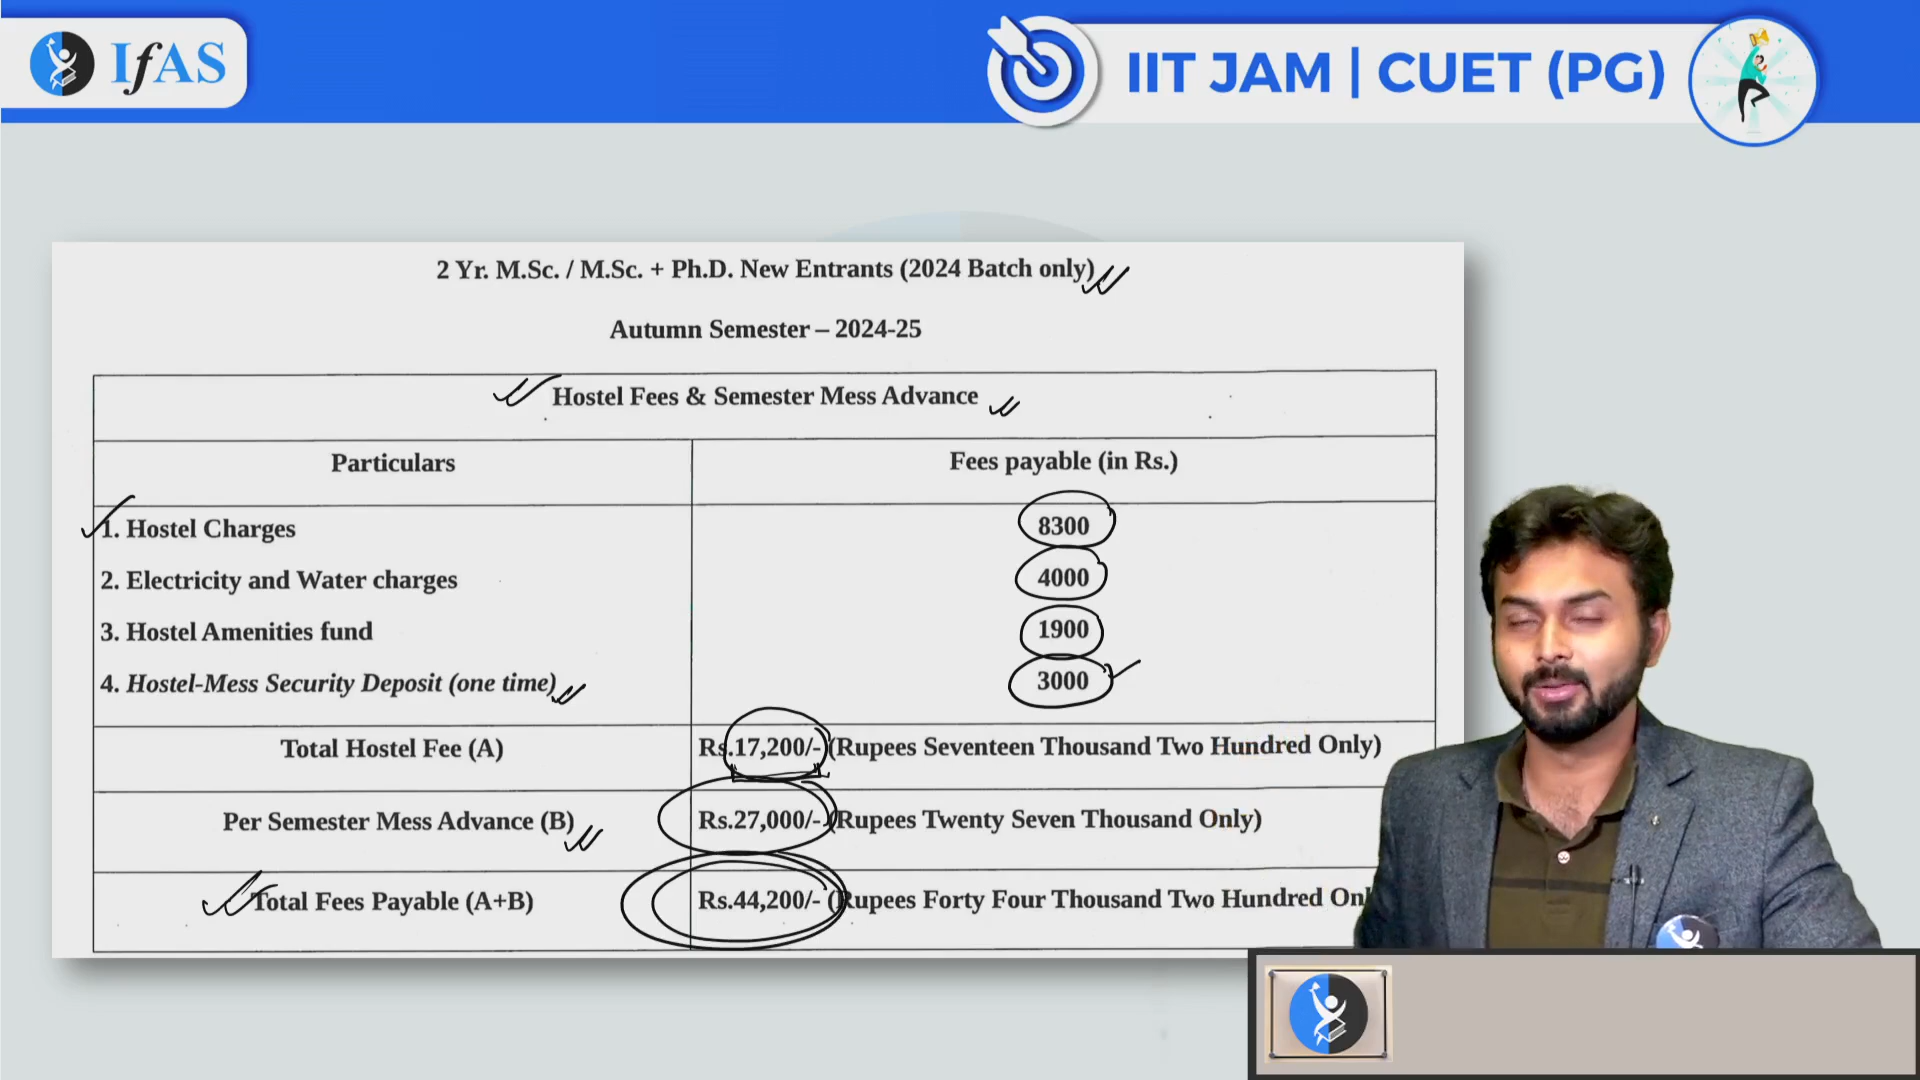 IfAS
IIT JAM | CUET (PG)
2 Yr. M.Sc. / M.Sc. + Ph.D. New Entrants (2024 Batch only)
Autumn Semester – 2024-25
Hostel Fees & Semester Mess Advance
Particulars Fees payable (in Rs.)
1. Hostel Charges 8300
2. Electricity and Water charges 4000
3. Hostel Amenities fund 1900
4. Hostel-Mess Security Deposit (one time) 3000
Total Hostel Fee (A) Rs.17,200/- (Rupees Seventeen Thousand Two Hundred Only)
Per Semester Mess Advance (B) Rs.27,000/- (Rupees Twenty Seven Thousand Only)
Total Fees Payable (A+B) Rs.44,200/- (Rupees Forty Four Thousand Two Hundred